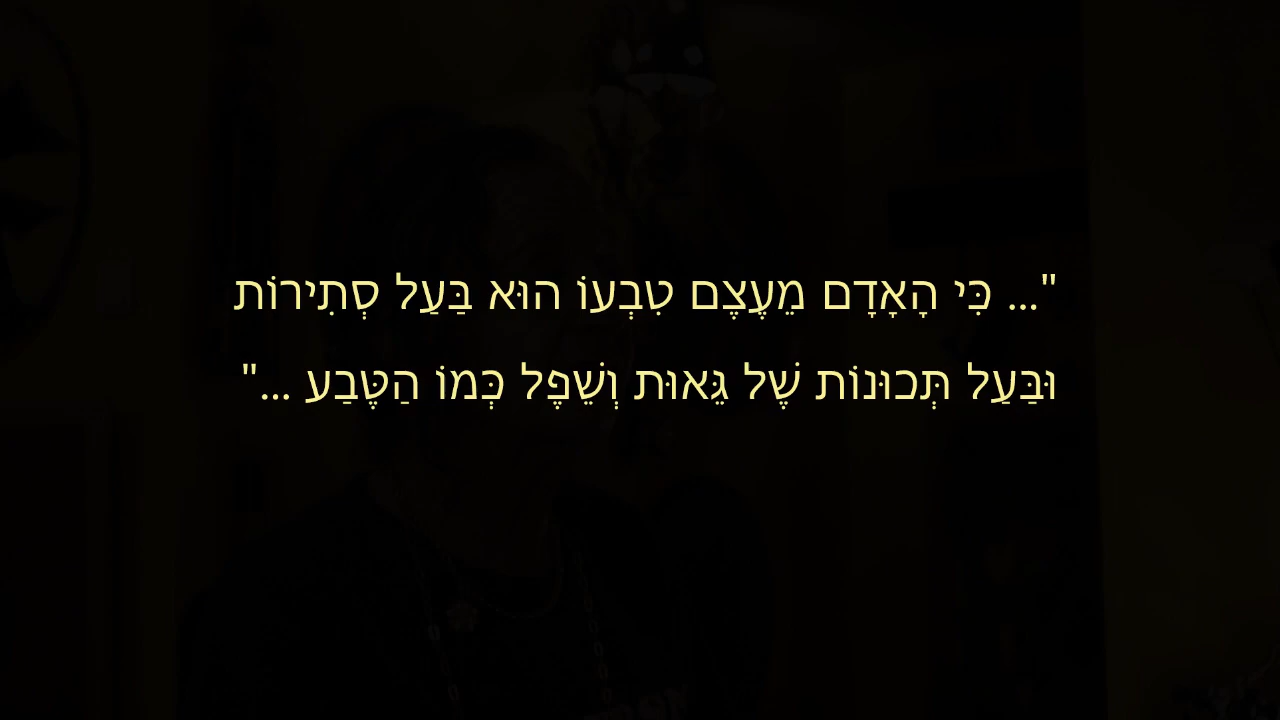 "... כִּי הָאָדָם מֵעֶצֶם טִבְעוֹ הוּא בַּעַל סְתִירוֹת
וּבַּעַל תְּכוּנוֹת שֶׁל גֵּאוּת וְשֵׁפֶל כְּמוֹ הַטֶּבַע ..."